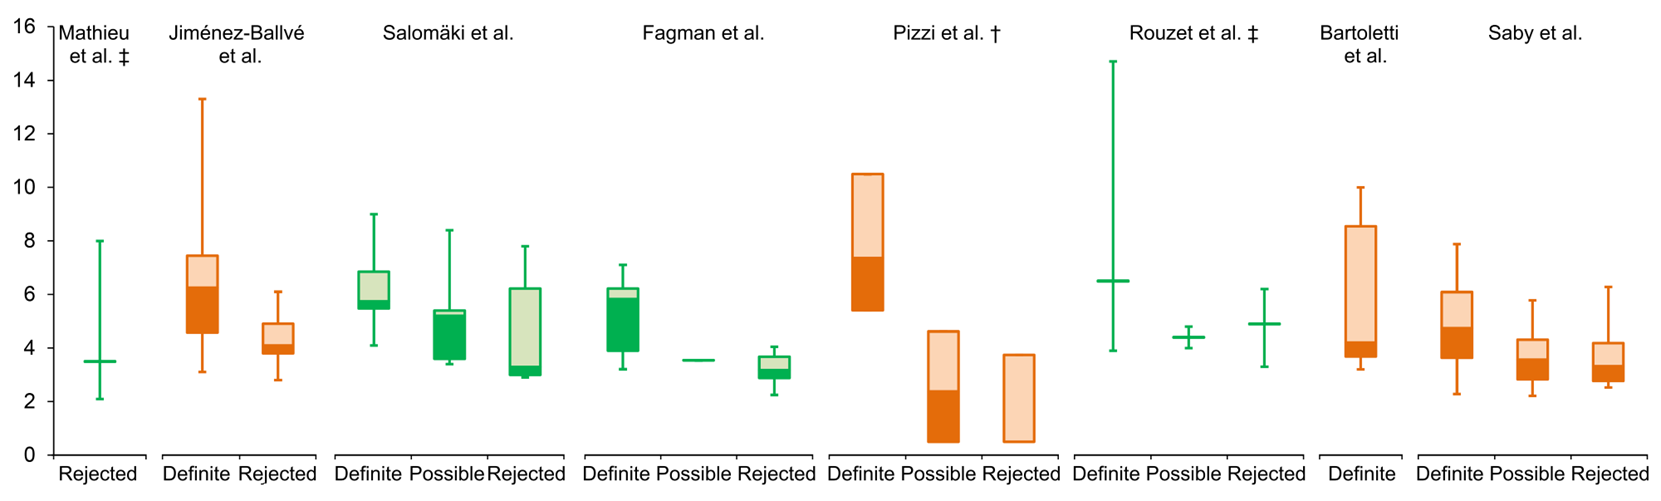 16
14
12
10
8
6
4
2
0
Mathieu
et al. ‡
Jiménez-Ballvé
et al.
Salomäki et al.
Fagman et al.
Pizzi et al. †
Rouzet et al. ‡
Bartoletti
et al.
Saby et al.
Rejected
Definite Rejected
Definite Possible Rejected
Definite Possible Rejected
Definite Possible Rejected
Definite Possible Rejected
Definite
Definite Possible Rejected